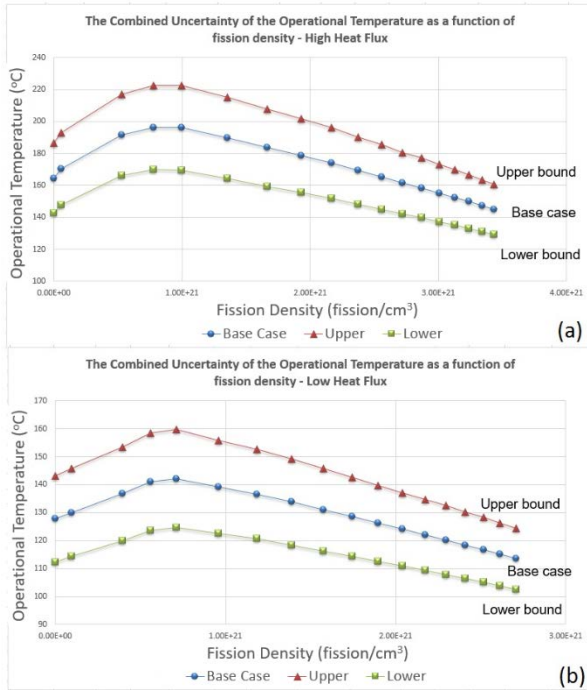 The Combined Uncertainty of the Operational Temperature as a function of
fission density - High Heat Flux
Operational Temperature (°C)
240
220
200
180
160
140
120
100
Upper bound
Base case
Lower bound
0.00E+00 1.00E+21 2.00E+21 3.00E+21 4.00E+21
Fission Density (fission/cm³)
Base Case Upper Lower
(a)
The Combined Uncertainty of the Operational Temperature as a function of
fission density - Low Heat Flux
Operational Temperature (°C)
170
160
150
140
130
120
110
100
90
Upper bound
Base case
Lower bound
0.00E+00 1.00E+21 2.00E+21 3.00E+21
Fission Density (fission/cm³)
Base Case Upper Lower
(b)